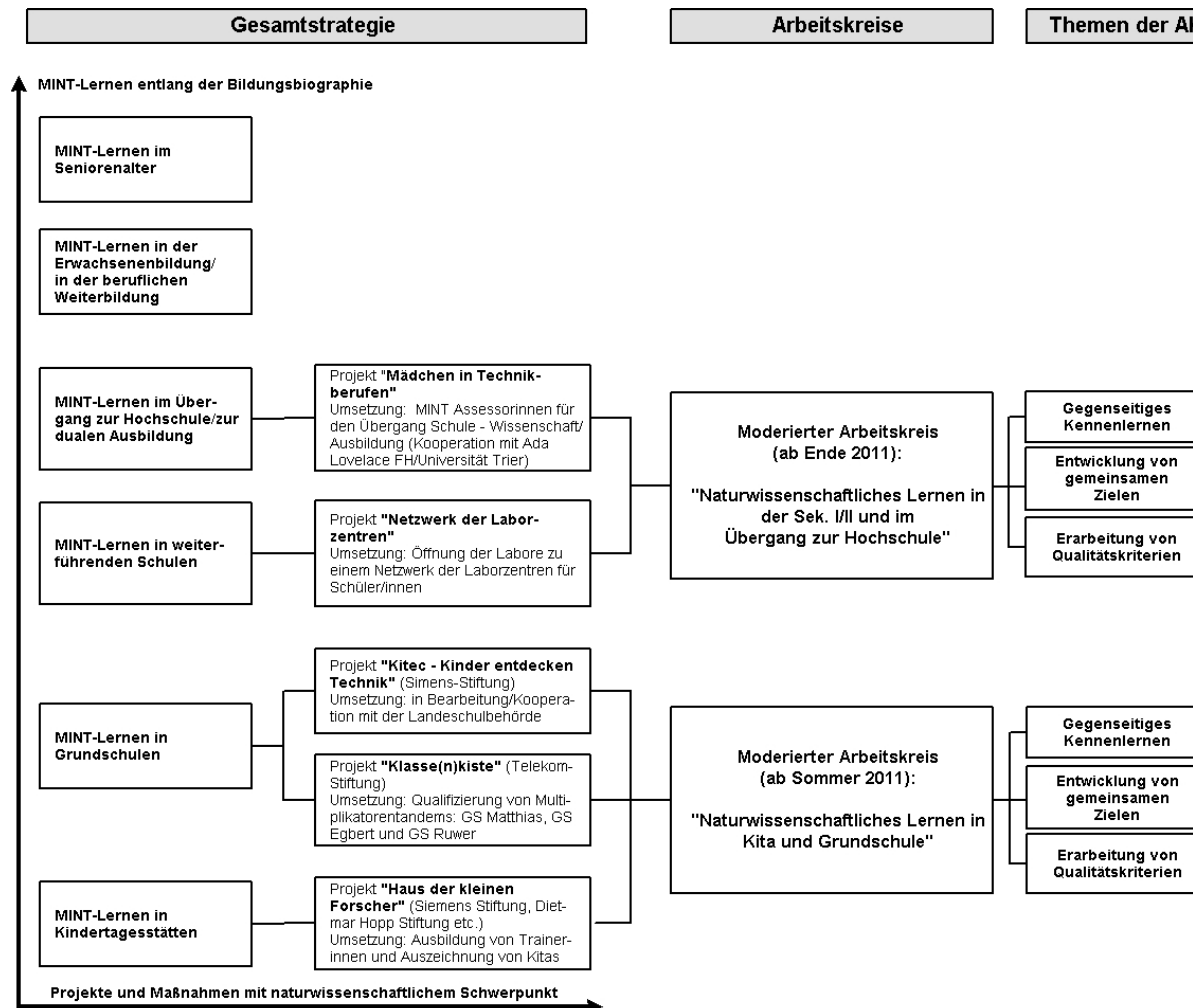 Gesamtstrategie
Arbeitskreise
Themen der
MINT-Lernen entlang der Bildungsbiographie
MINT-Lernen im
Seniorenalter
MINT-Lernen in der
Erwachsenenbildung/
in der beruflichen
Weiterbildung
MINT-Lernen im Über-
gang zur Hochschule/zur
dualen Ausbildung
Projekt "Mädchen in Technik-
berufen"
Umsetzung: MINT Assessorinnen für
den Übergang Schule - Wissenschaft/
Ausbildung (Kooperation mit Ada
Lovelace FH/Universität Trier)
MINT-Lernen in weiter-
führenden Schulen
Projekt "Netzwerk der Labor-
zentren"
Umsetzung: Öffnung der Labore zu
einem Netzwerk der Laborzentren für
Schüler/innen
Moderierter Arbeitskreis
(ab Ende 2011):
"Naturwissenschaftliches Lernen in
der Sek. I/II und im
Übergang zur Hochschule"
Gegenseitiges
Kennenlernen
Entwicklung von
gemeinsamen
Zielen
Erarbeitung von
Qualitätskriterien
MINT-Lernen in
Grundschulen
Projekt "Kitec - Kinder entdecken
Technik" (Simens-Stiftung)
Umsetzung: in Bearbeitung/Koopera-
tion mit der Landeschulbehörde
Projekt "Klasse(n)kiste" (Telekom-
Stiftung)
Umsetzung: Qualifizierung von Multi-
plikatorentandems: GS Matthias, GS
Egbert und GS Ruwer
MINT-Lernen in
Kindertagesstätten
Projekt "Haus der kleinen
Forscher" (Siemens Stiftung, Diet-
mar Hopp Stiftung etc.)
Umsetzung: Ausbildung von Trainer-
innen und Auszeichnung von Kitas
Moderierter Arbeitskreis
(ab Sommer 2011):
"Naturwissenschaftliches Lernen in
Kita und Grundschule"
Gegenseitiges
Kennenlernen
Entwicklung von
gemeinsamen
Zielen
Erarbeitung von
Qualitätskriterien
Projekte und Maßnahmen mit naturwissenschaftlichem Schwerpunkt